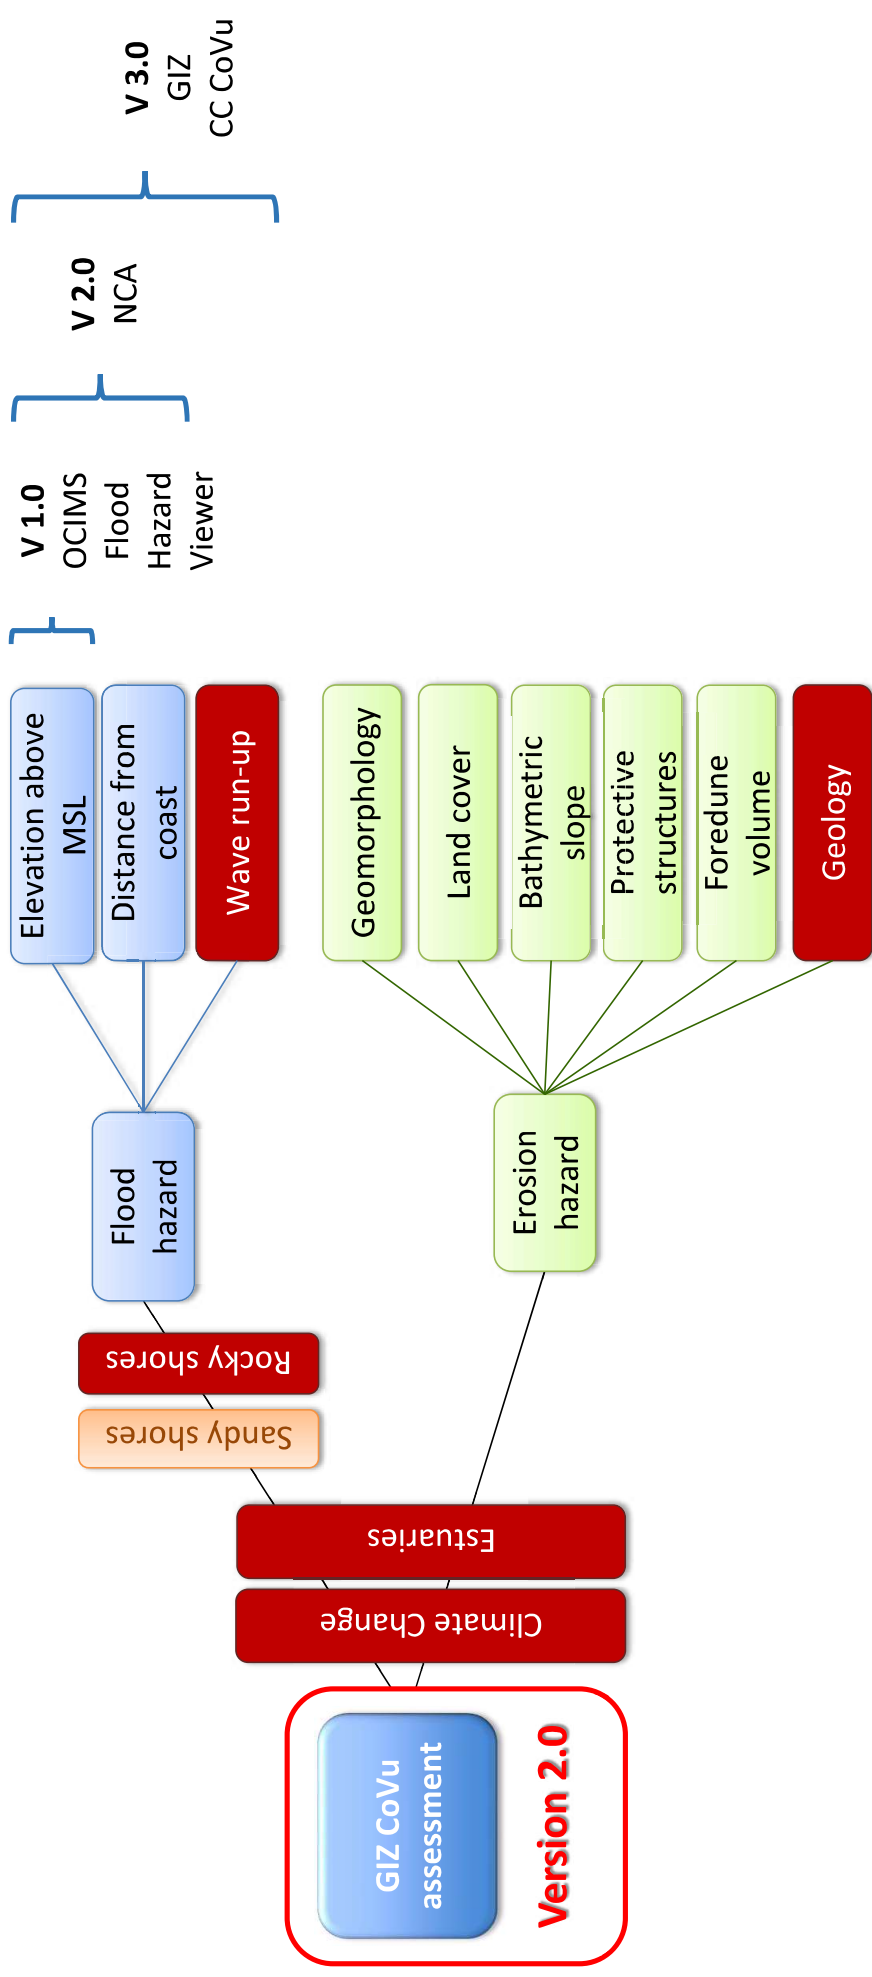 GIZ CoVu
assessment
Version 2.0
Climate Change
Estuaries
Sandy shores
Rocky shores
Flood
hazard
Erosion
hazard
Elevation above
MSL
Distance from
coast
Wave run-up
Geomorphology
Land cover
Bathymetric
slope
Protective
structures
Foredune
volume
Geology
V 1.0
OCIMS
Flood
Hazard
Viewer
V 2.0
NCA
V 3.0
GIZ
CC CoVu